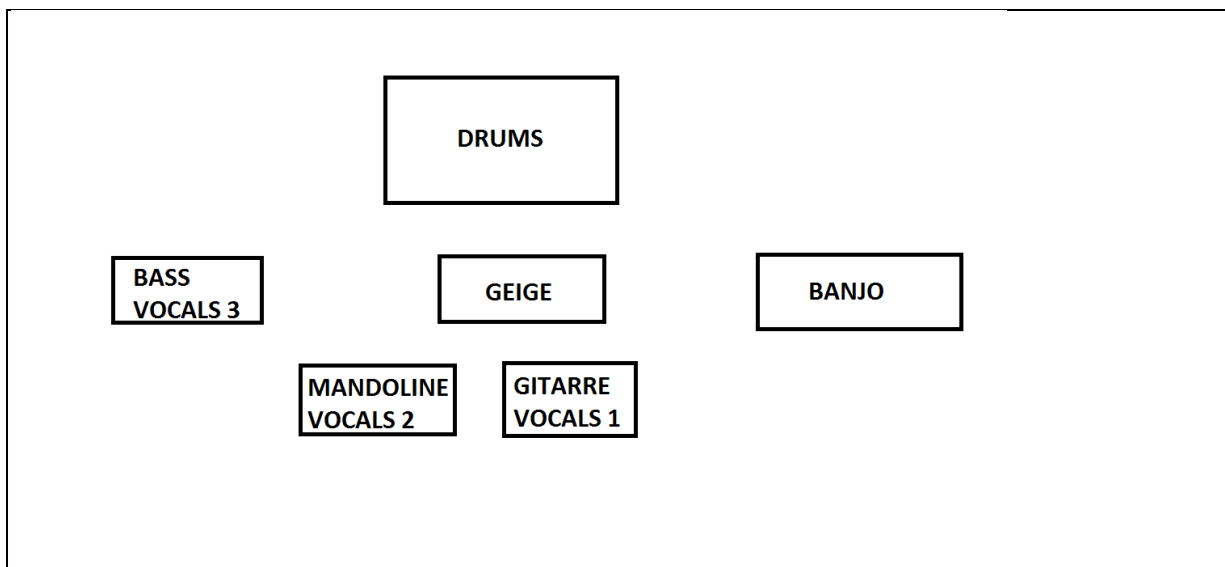 DRUMS
BASS
VOCALS 3
GEIGE
BANJO
MANDOLINE
VOCALS 2
GITARRE
VOCALS 1